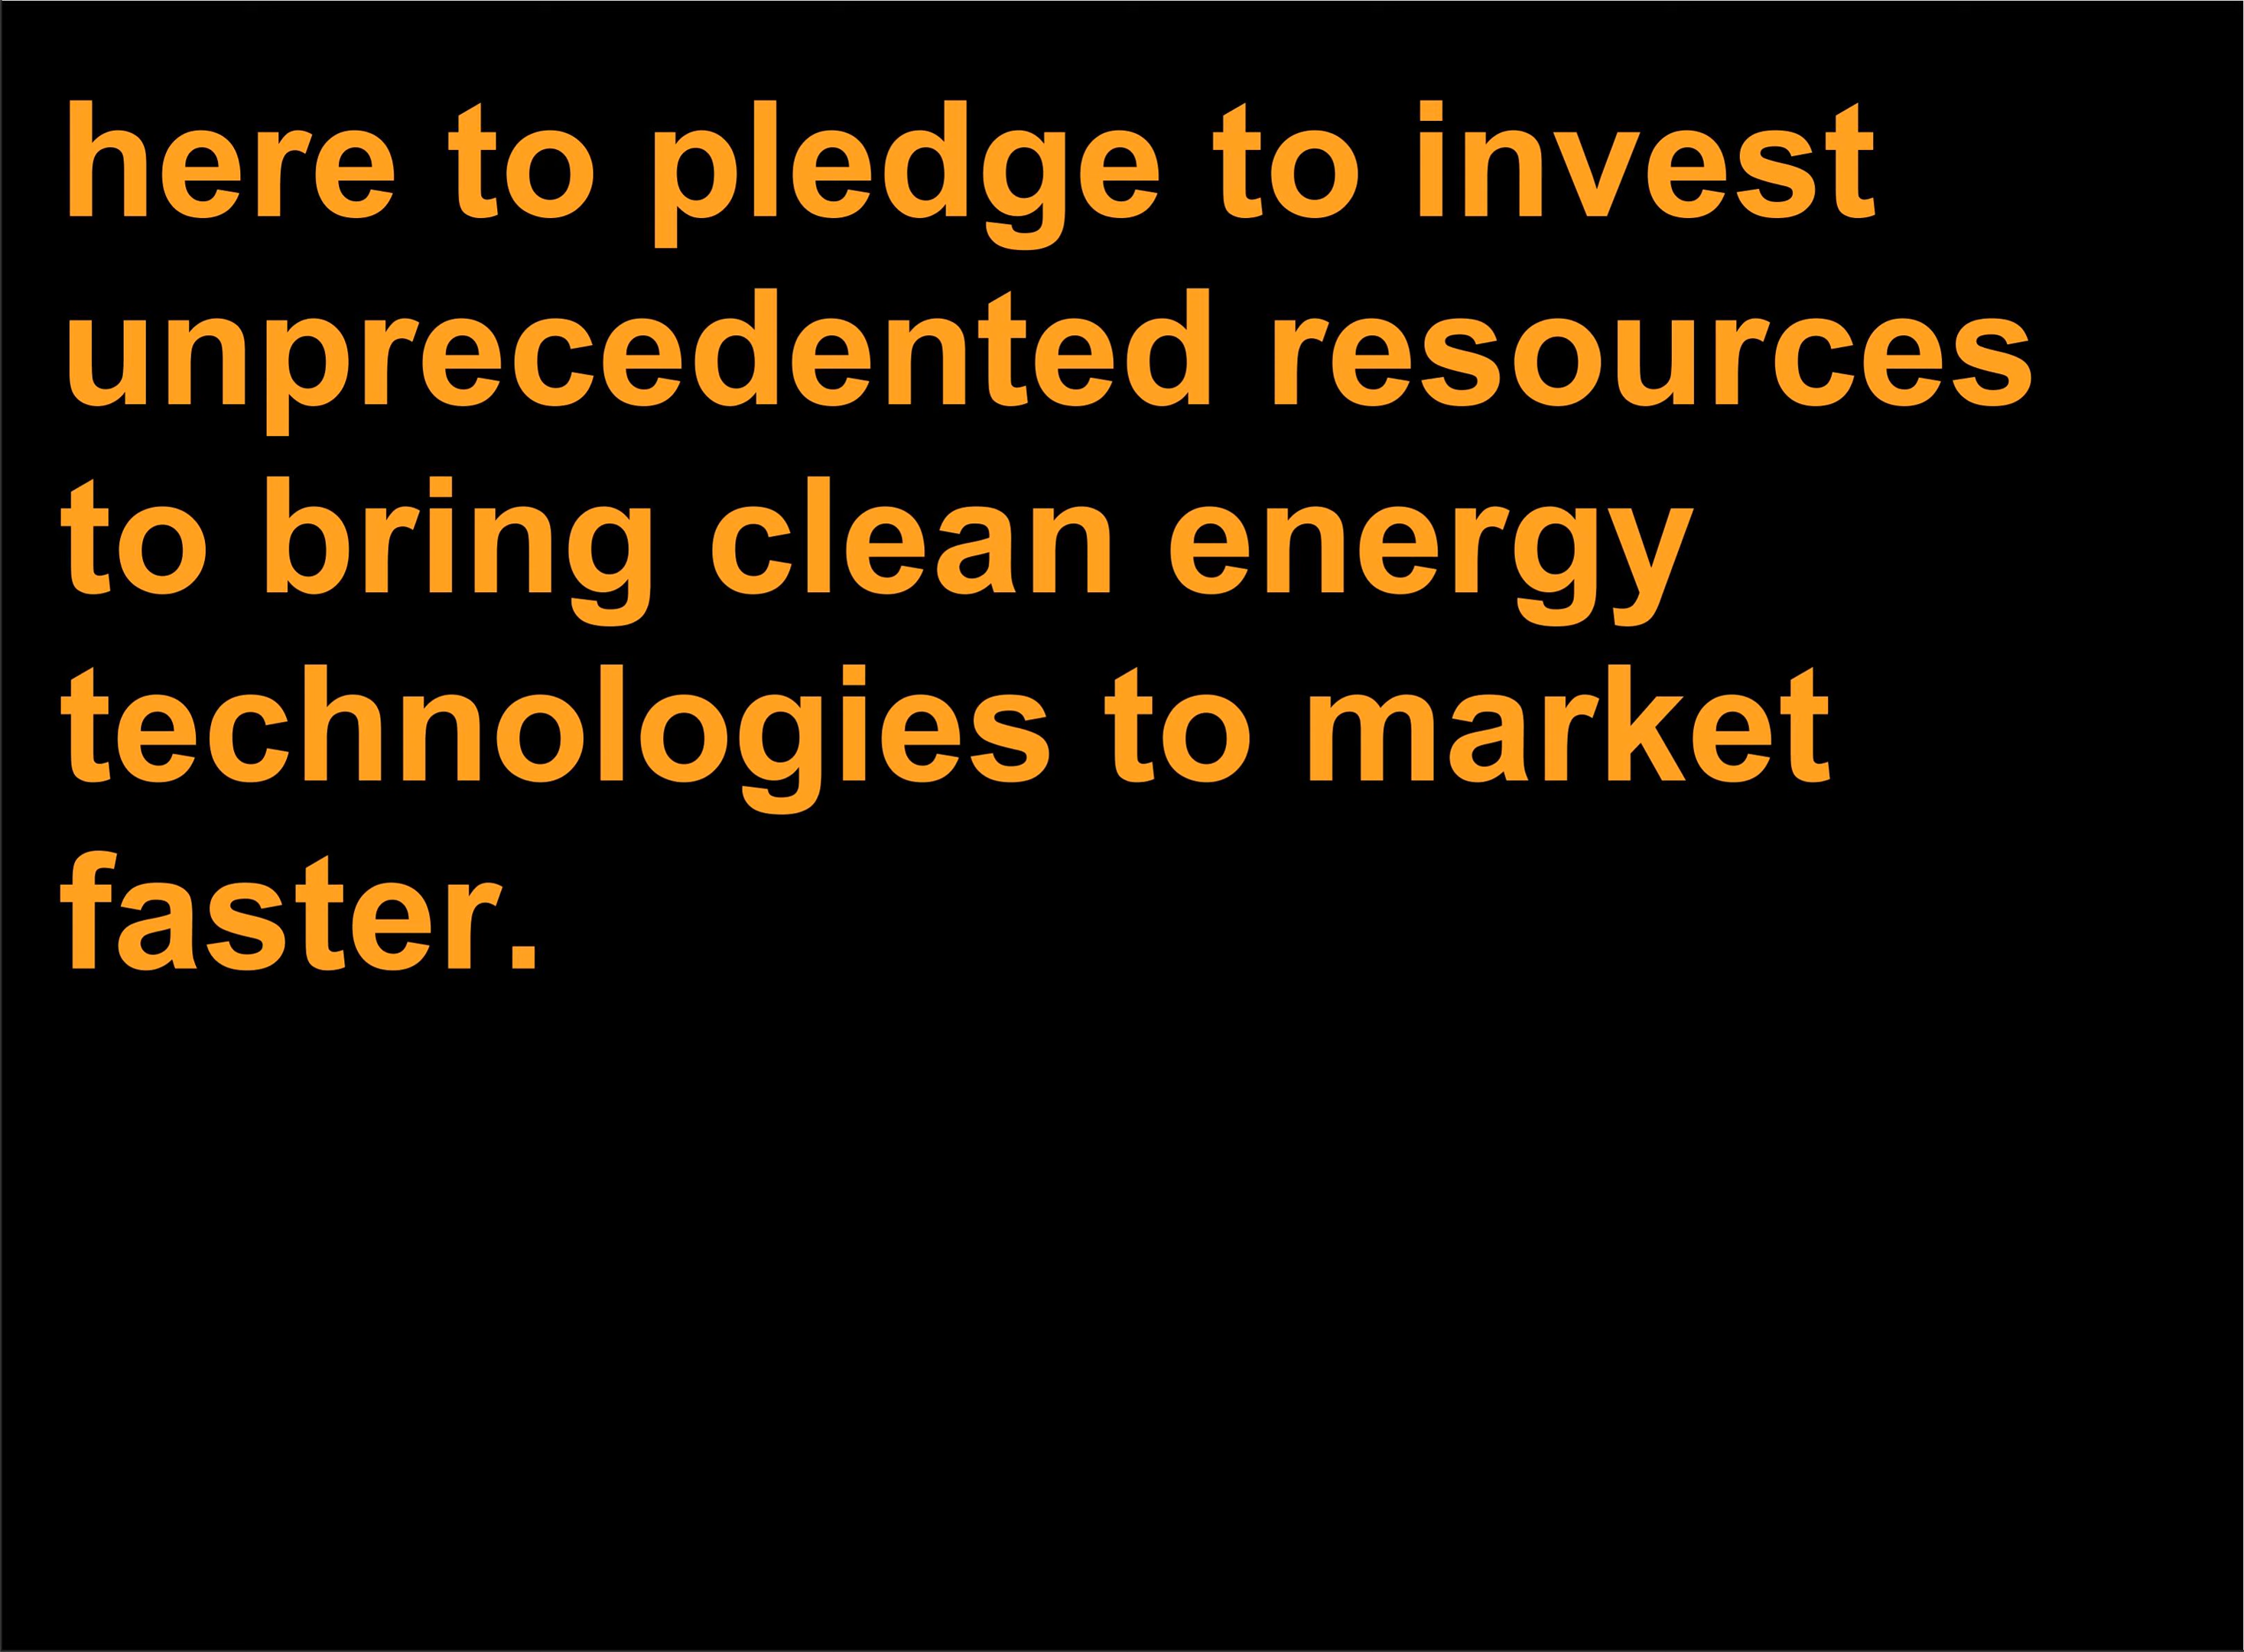 here to pledge to invest
unprecedented resources
to bring clean energy
technologies to market
faster.